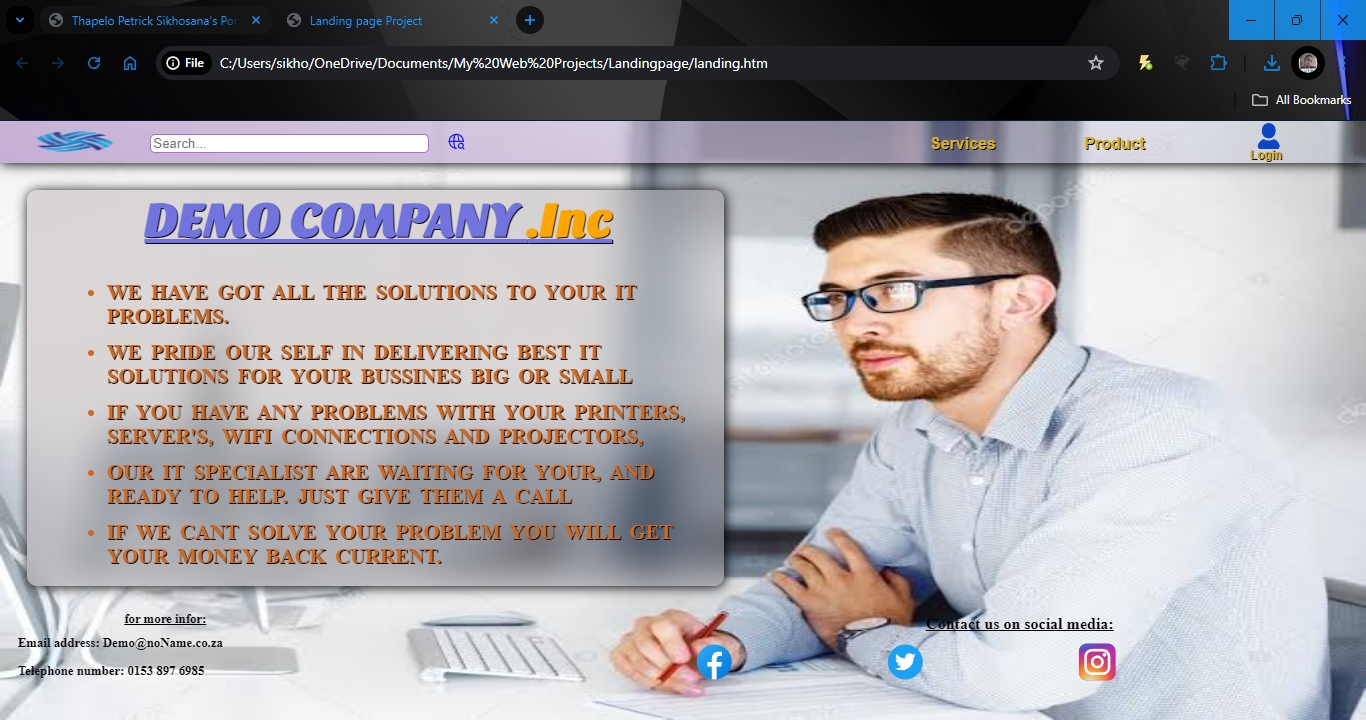 Thapelo Petrick Sikhosana's Por
Landing page Project
File
C:/Users/sikho/OneDrive/Documents/My%20Web%20Projects/Landingpage/landing.htm
All Bookmarks
Search...
Services
Product
Login
DEMO COMPANY .Inc
• WE HAVE GOT ALL THE SOLUTIONS TO YOUR IT
PROBLEMS.
• WE PRIDE OUR SELF IN DELIVERING BEST IT
SOLUTIONS FOR YOUR BUSSINES BIG OR SMALL
• IF YOU HAVE ANY PROBLEMS WITH YOUR PRINTERS,
SERVER'S, WIFI CONNECTIONS AND PROJECTORS,
• OUR IT SPECIALIST ARE WAITING FOR YOUR, AND
READY TO HELP. JUST GIVE THEM A CALL
• IF WE CANT SOLVE YOUR PROBLEM YOU WILL GET
YOUR MONEY BACK CURRENT.
for more infor:
Email address: Demo@noName.co.za
Telephone number: 0153 897 6985
Contact us on social media: